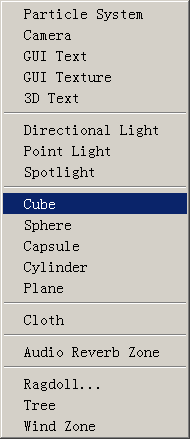 Particle System
Camera
GUI Text
GUI Texture
3D Text
Directional Light
Point Light
Spotlight
Cube
Sphere
Capsule
Cylinder
Plane
Cloth
Audio Reverb Zone
Ragdoll...
Tree
Wind Zone